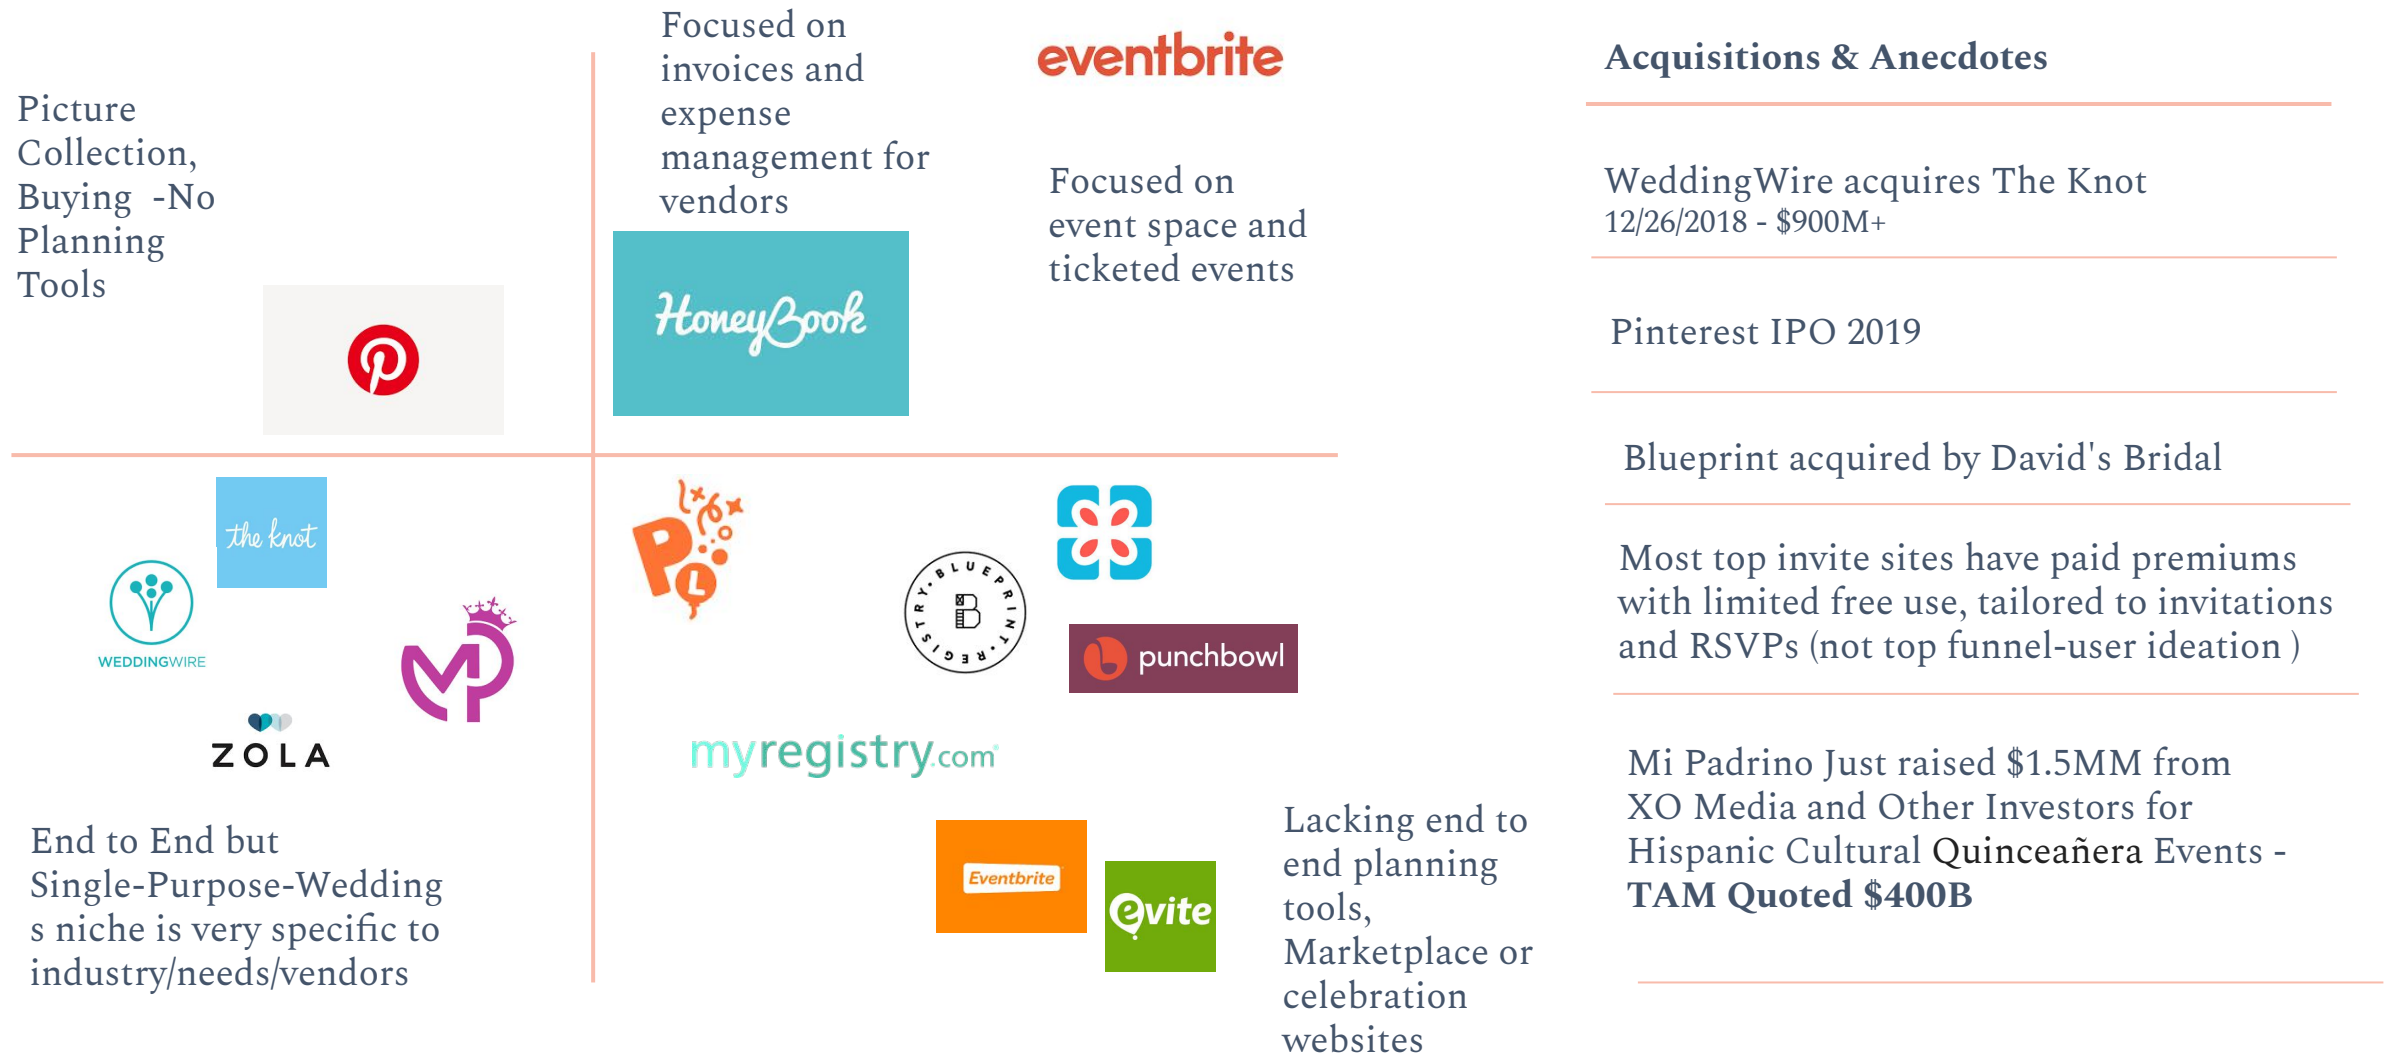 Picture
Collection,
Buying  -No
Planning
Tools
Focused on
invoices and
expense
management for
vendors
HoneyBook
eventbrite
Focused on
event space and
ticketed events
the knot
WEDDINGWIRE
MP
ZOLA
End to End but
Single-Purpose-Wedding
s niche is very specific to
industry/needs/vendors
PL
BLUEPRINT · REGISTRY ·
B
punchbowl
myregistry.com
Eventbrite
evite
Lacking end to
end planning
tools,
Marketplace or
celebration
websites
Acquisitions & Anecdotes
WeddingWire acquires The Knot
12/26/2018 - $900M+
Pinterest IPO 2019
Blueprint acquired by David's Bridal
Most top invite sites have paid premiums
with limited free use, tailored to invitations
and RSVPs (not top funnel-user ideation )
Mi Padrino Just raised $1.5MM from
XO Media and Other Investors for
Hispanic Cultural Quinceañera Events -
TAM Quoted $400B